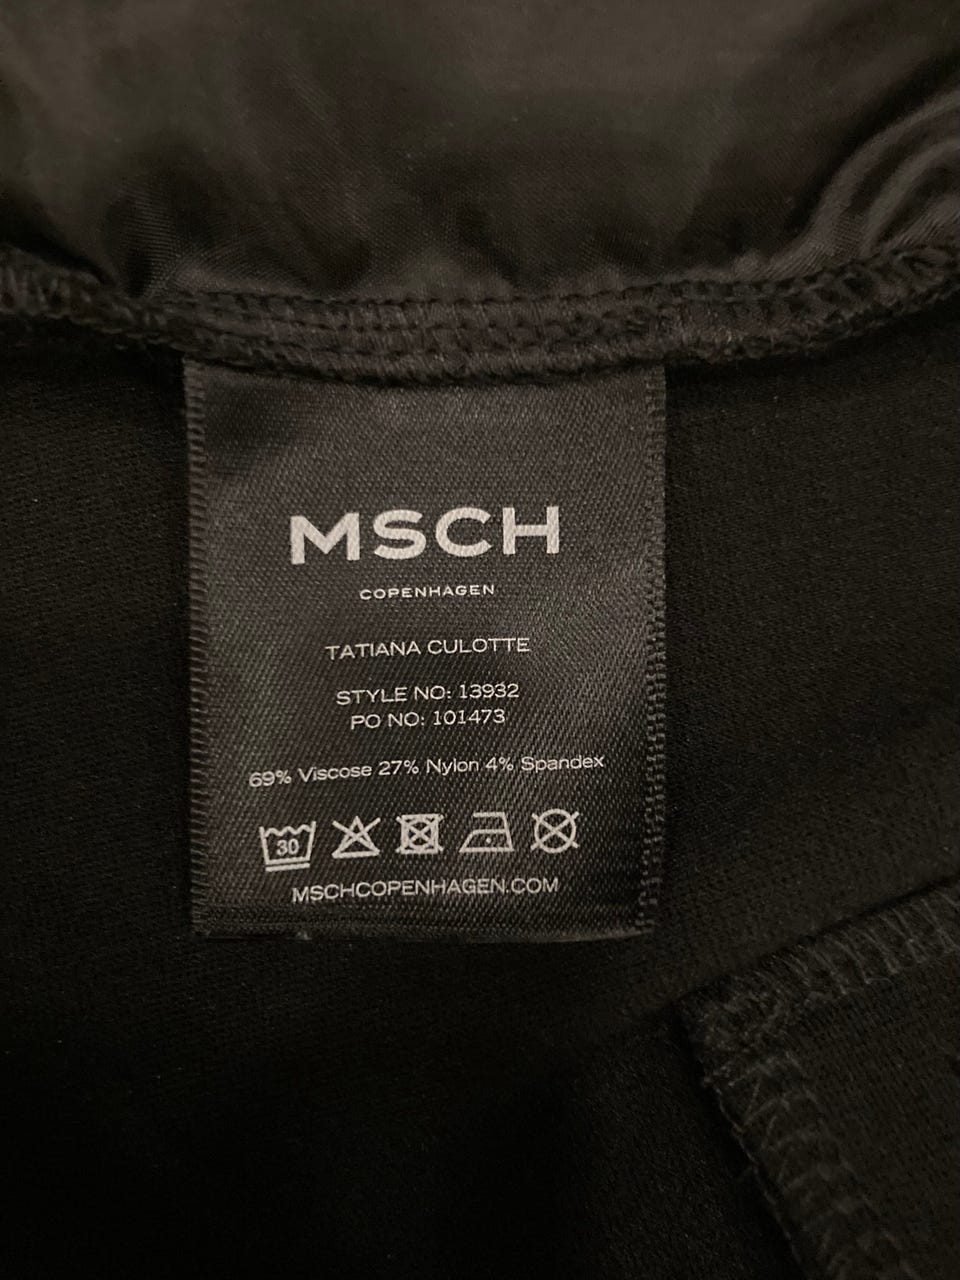 MSCH
COPENHAGEN
TATIANA CULOTTE
STYLE NO: 13932
PO NO: 101473
69% Viscose 27% Nylon 4% Spandex
30
MSCHCOPENHAGEN.COM